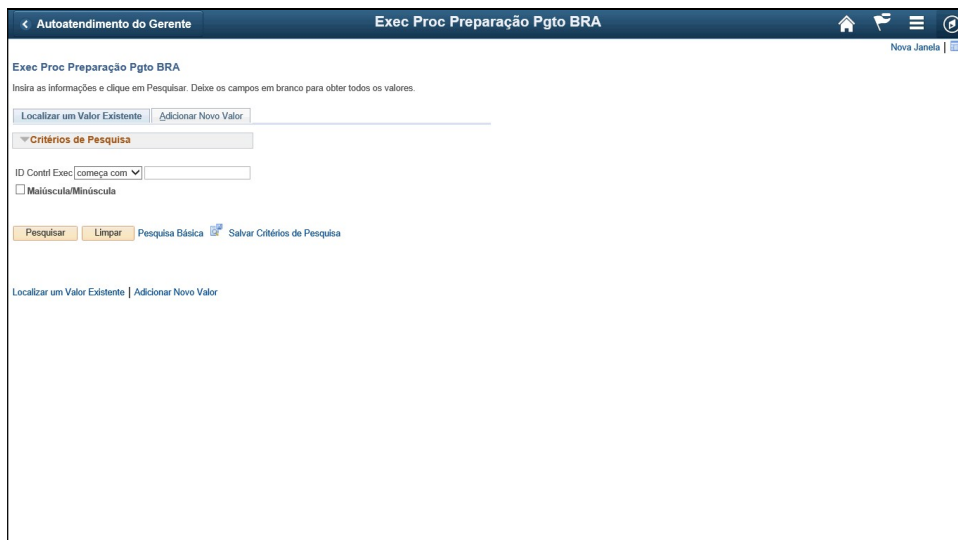 Autoatendimento do Gerente
Exec Proc Preparação Pgto BRA
Nova Janela |
Exec Proc Preparação Pgto BRA
Insira as informações e clique em Pesquisar. Deixe os campos em branco para obter todos os valores.
Localizar um Valor Existente Adicionar Novo Valor
Critérios de Pesquisa
ID Contrl Exec começa com
Maiúscula/Minúscula
Pesquisar Limpar Pesquisa Básica Salvar Critérios de Pesquisa
Localizar um Valor Existente | Adicionar Novo Valor